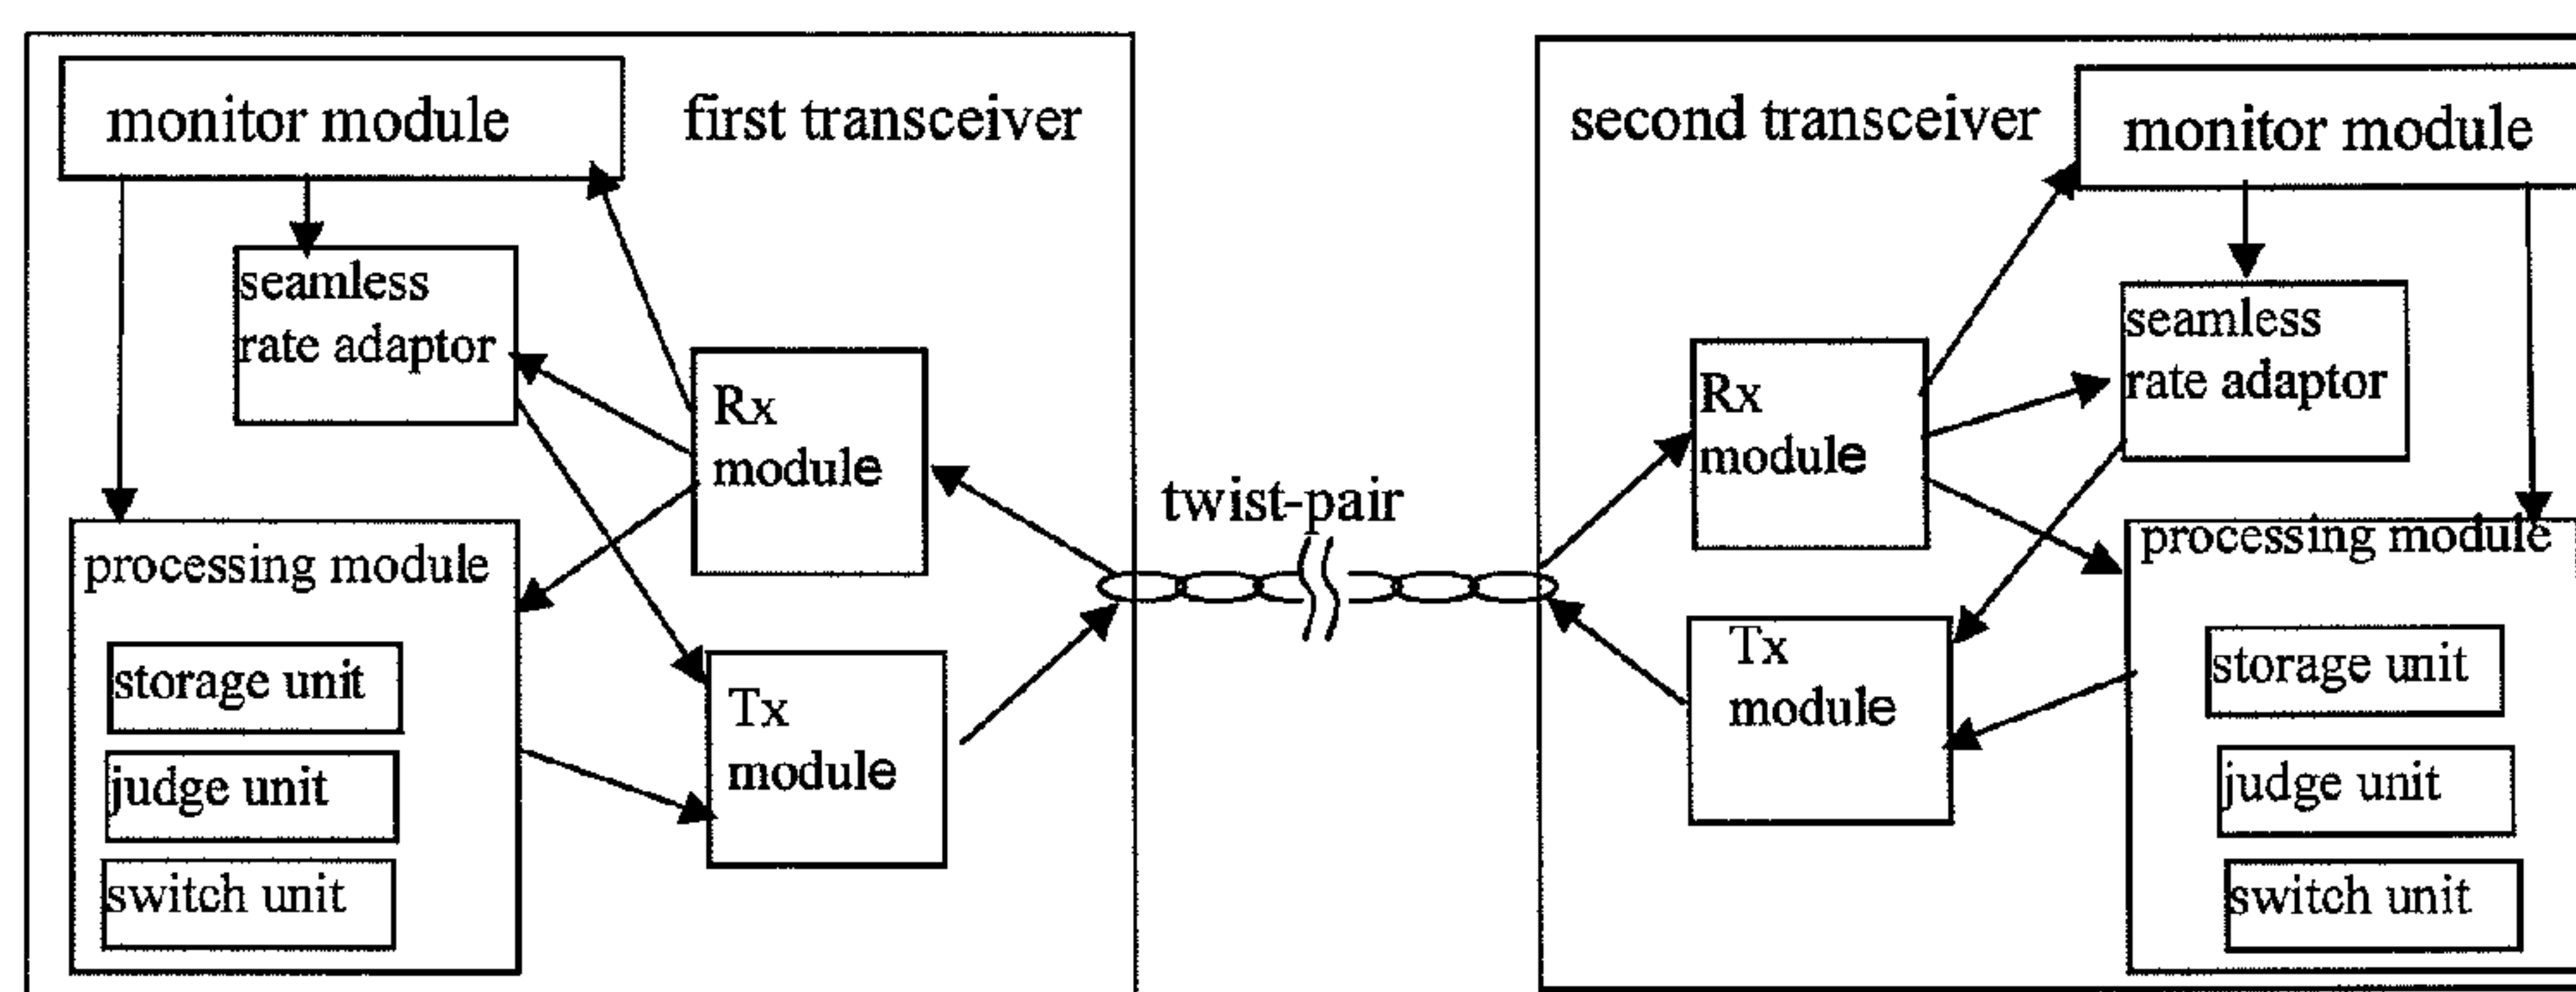 monitor module
first transceiver
seamless
rate adaptor
Rx
module
processing module
storage unit
judge unit
switch unit
Tx
module
twist-pair
second transceiver
monitor module
Rx
module
seamless
rate adaptor
Tx
module
processing module
storage unit
judge unit
switch unit